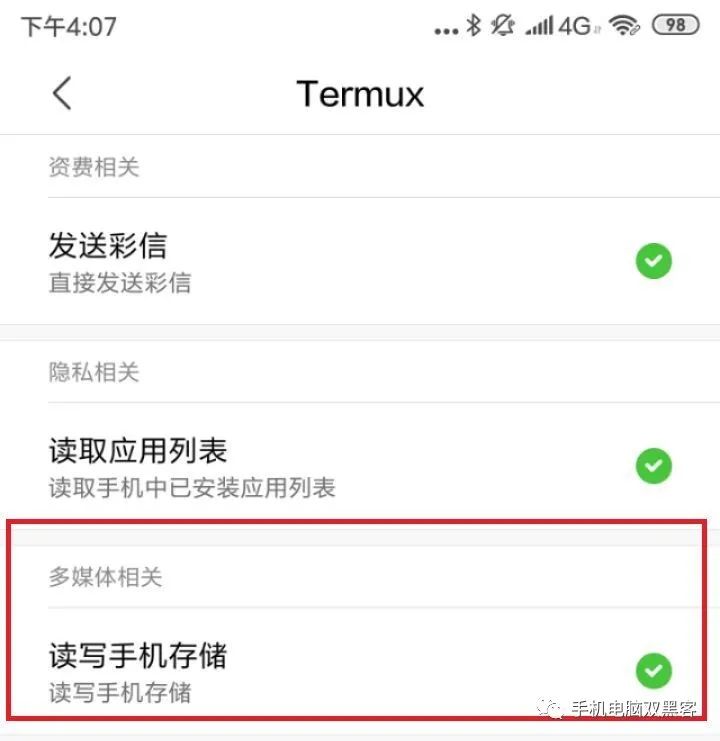 下午4:07
4G
98
Termux
资费相关
发送彩信
直接发送彩信
隐私相关
读取应用列表
读取手机中已安装应用列表
多媒体相关
读写手机存储
读写手机存储
手机电脑双黑客